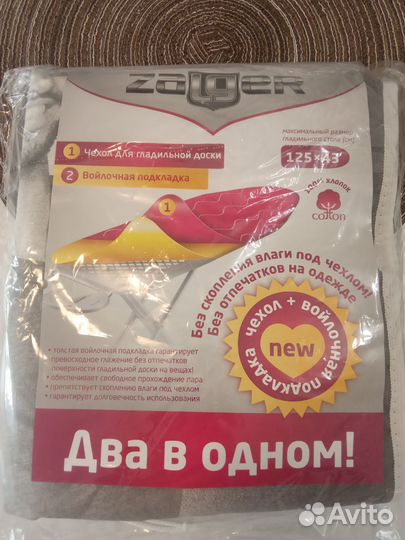 zalger
максимальный размер
гладильного стола (см)
125×43
1 Чехол для гладильной доски
2 Войлочная подкладка
100% хлопок
cotton
1
Без скопления влаги под чехлом!
Без отпечатков на одежде
чехол + войлочная подкладка
new
• толстая войлочная подкладка гарантирует
превосходное глажение без отпечатков
поверхности гладильной доски на вещах!
• обеспечивает свободное прохождение пара
• препятствует скоплению влаги под чехлом
• гарантирует долговечность использования
Два в одном!
Avito